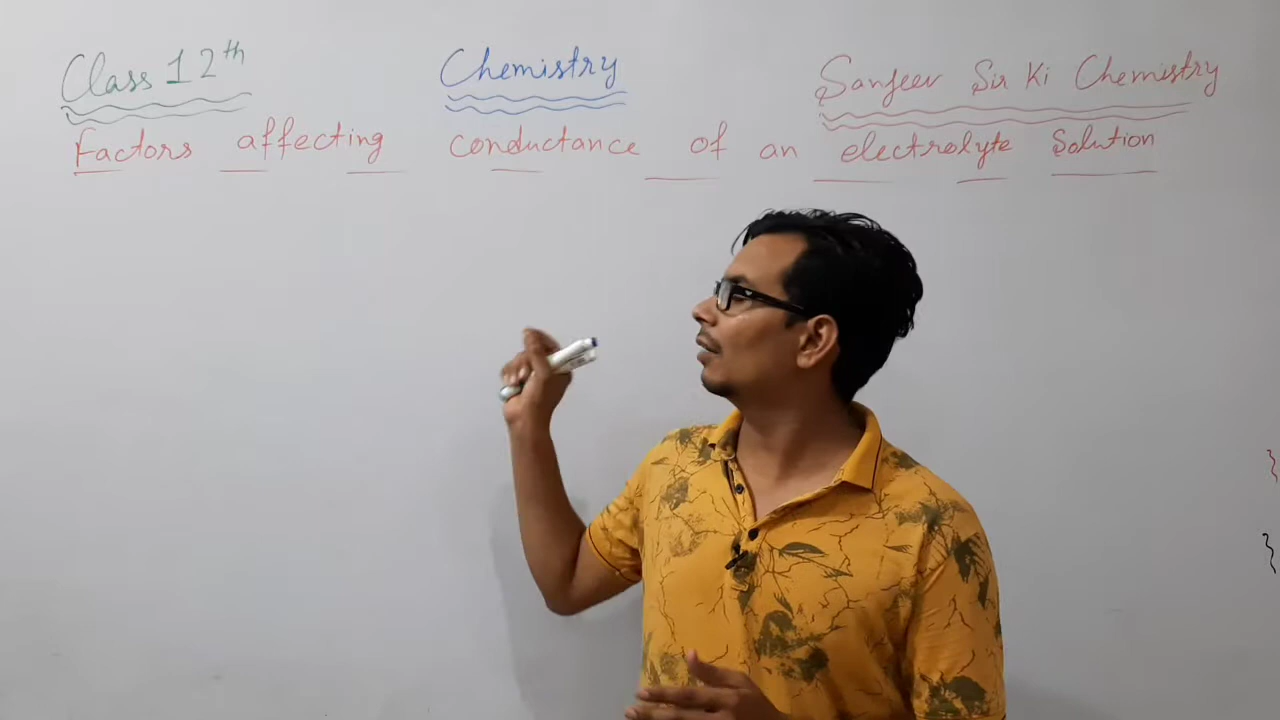 Class 12th Chemistry Sanjeev Sir Ki Chemistry
Factors affecting conductance of an electrolyte Solution